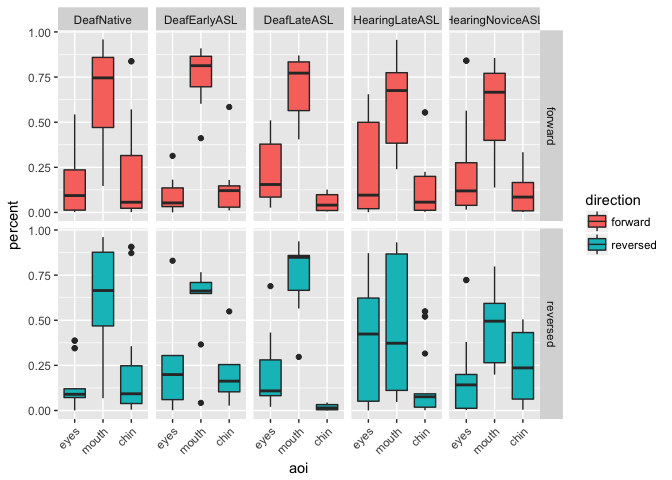 DeafNative DeafEarlyASL DeafLateASL HearingLateASL HearingNoviceASL
1.00
0.75
0.50
0.25
0.00
forward
percent
direction
forward
reversed
1.00
0.75
0.50
0.25
0.00
reversed
eyes mouth chin eyes mouth chin eyes mouth chin eyes mouth chin eyes mouth chin
aoi